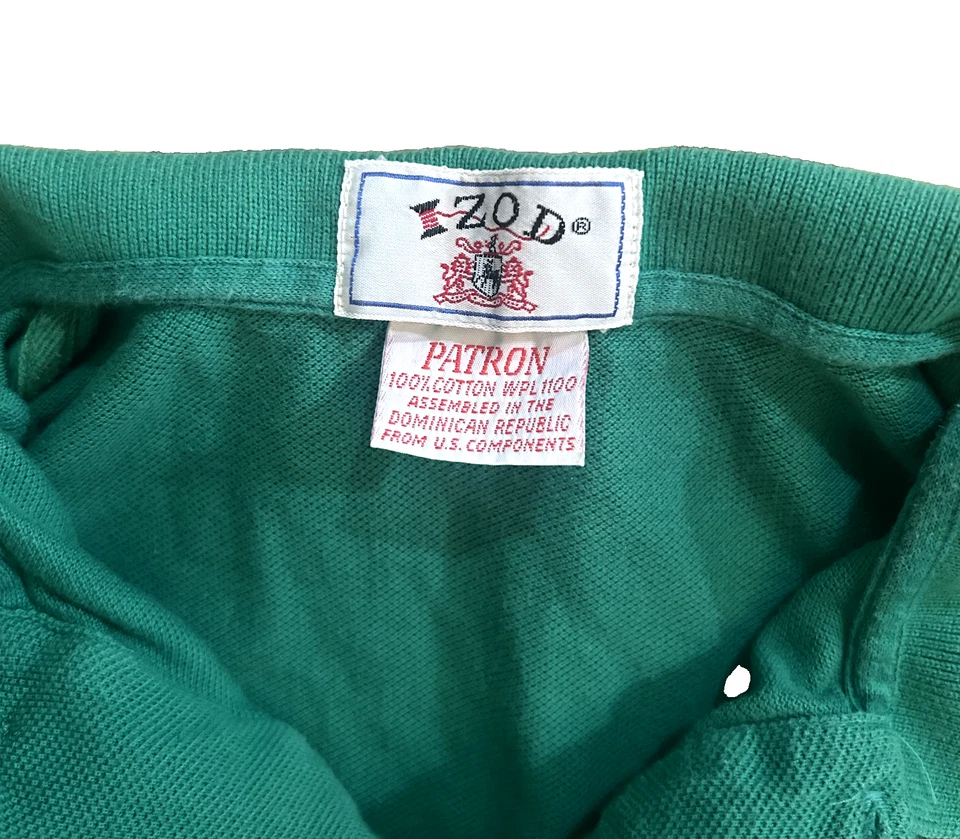 IZOD®
PATRON
100% COTTON WPL 1100
ASSEMBLED IN THE
DOMINICAN REPUBLIC
FROM U.S. COMPONENTS